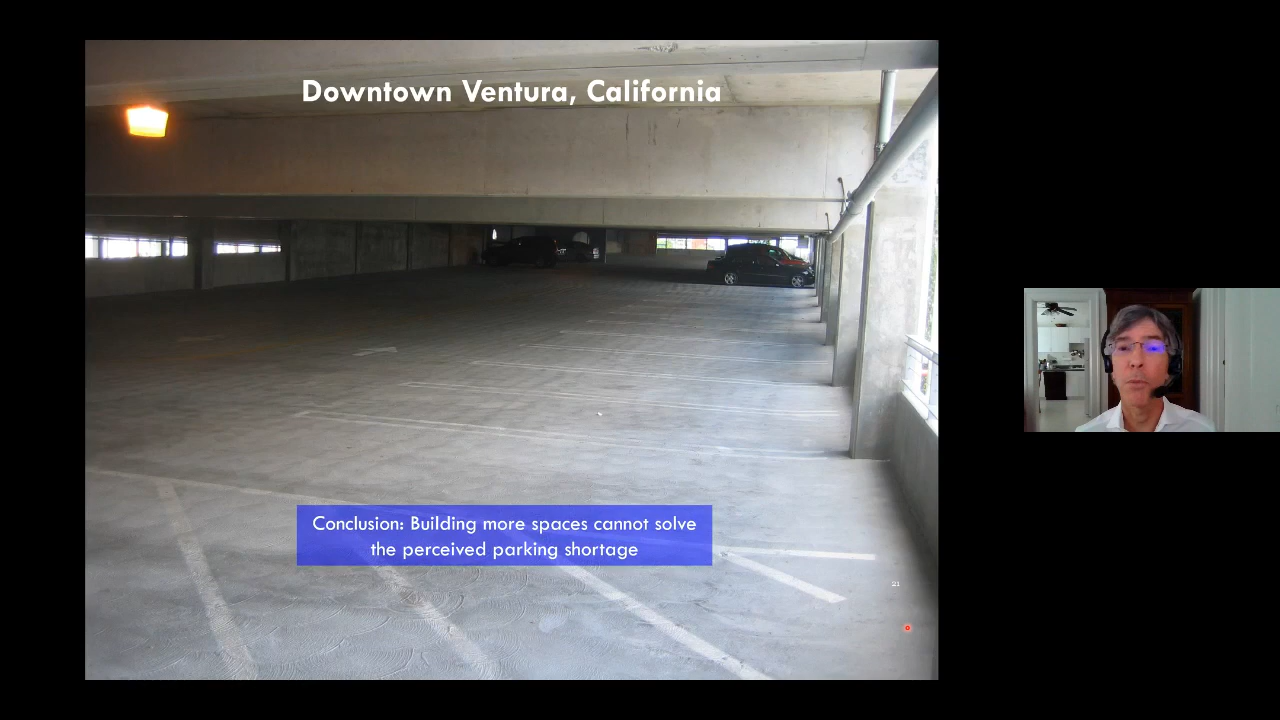 Downtown Ventura, California
Conclusion: Building more spaces cannot solve
the perceived parking shortage
21